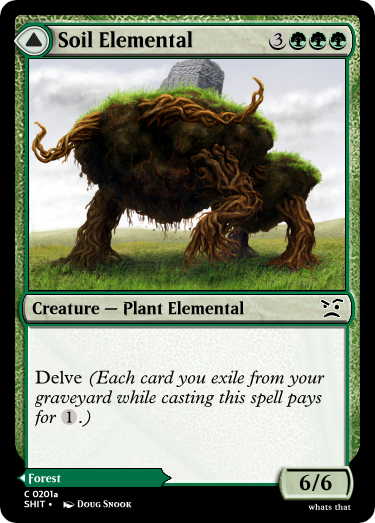 Soil Elemental 3
Creature — Plant Elemental
Delve (Each card you exile from your
graveyard while casting this spell pays
for 1.)
Forest
6/6
C 0201a
SHIT • Doug Snook
whats that